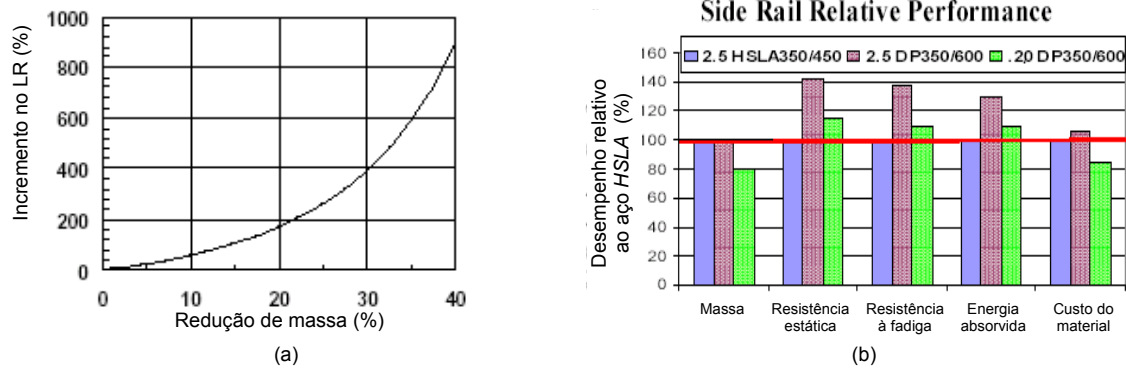 Incremento no LR (%)
1000
800
600
400
200
0
0 10 20 30 40
Redução de massa (%)
(a)
Side Rail Relative Performance
2.5 HSLA350/450 2.5 DP350/600 .20 DP350/600
Desempenho relativo
ao aço HSLA (%)
160
140
120
100
80
60
40
20
0
Massa Resistência Resistência Energia Custo do
estática à fadiga absorvida material
(b)